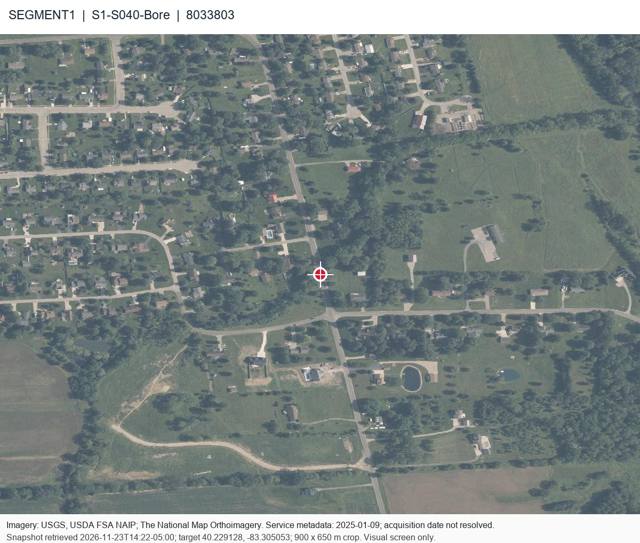 SEGMENT1 | S1-S040-Bore | 8033803
Imagery: USGS, USDA FSA NAIP; The National Map Orthoimagery. Service metadata: 2025-01-09; acquisition date not resolved.
Snapshot retrieved 2026-11-23T14:22-05:00; target 40.229128, -83.305053; 900 x 650 m crop. Visual screen only.